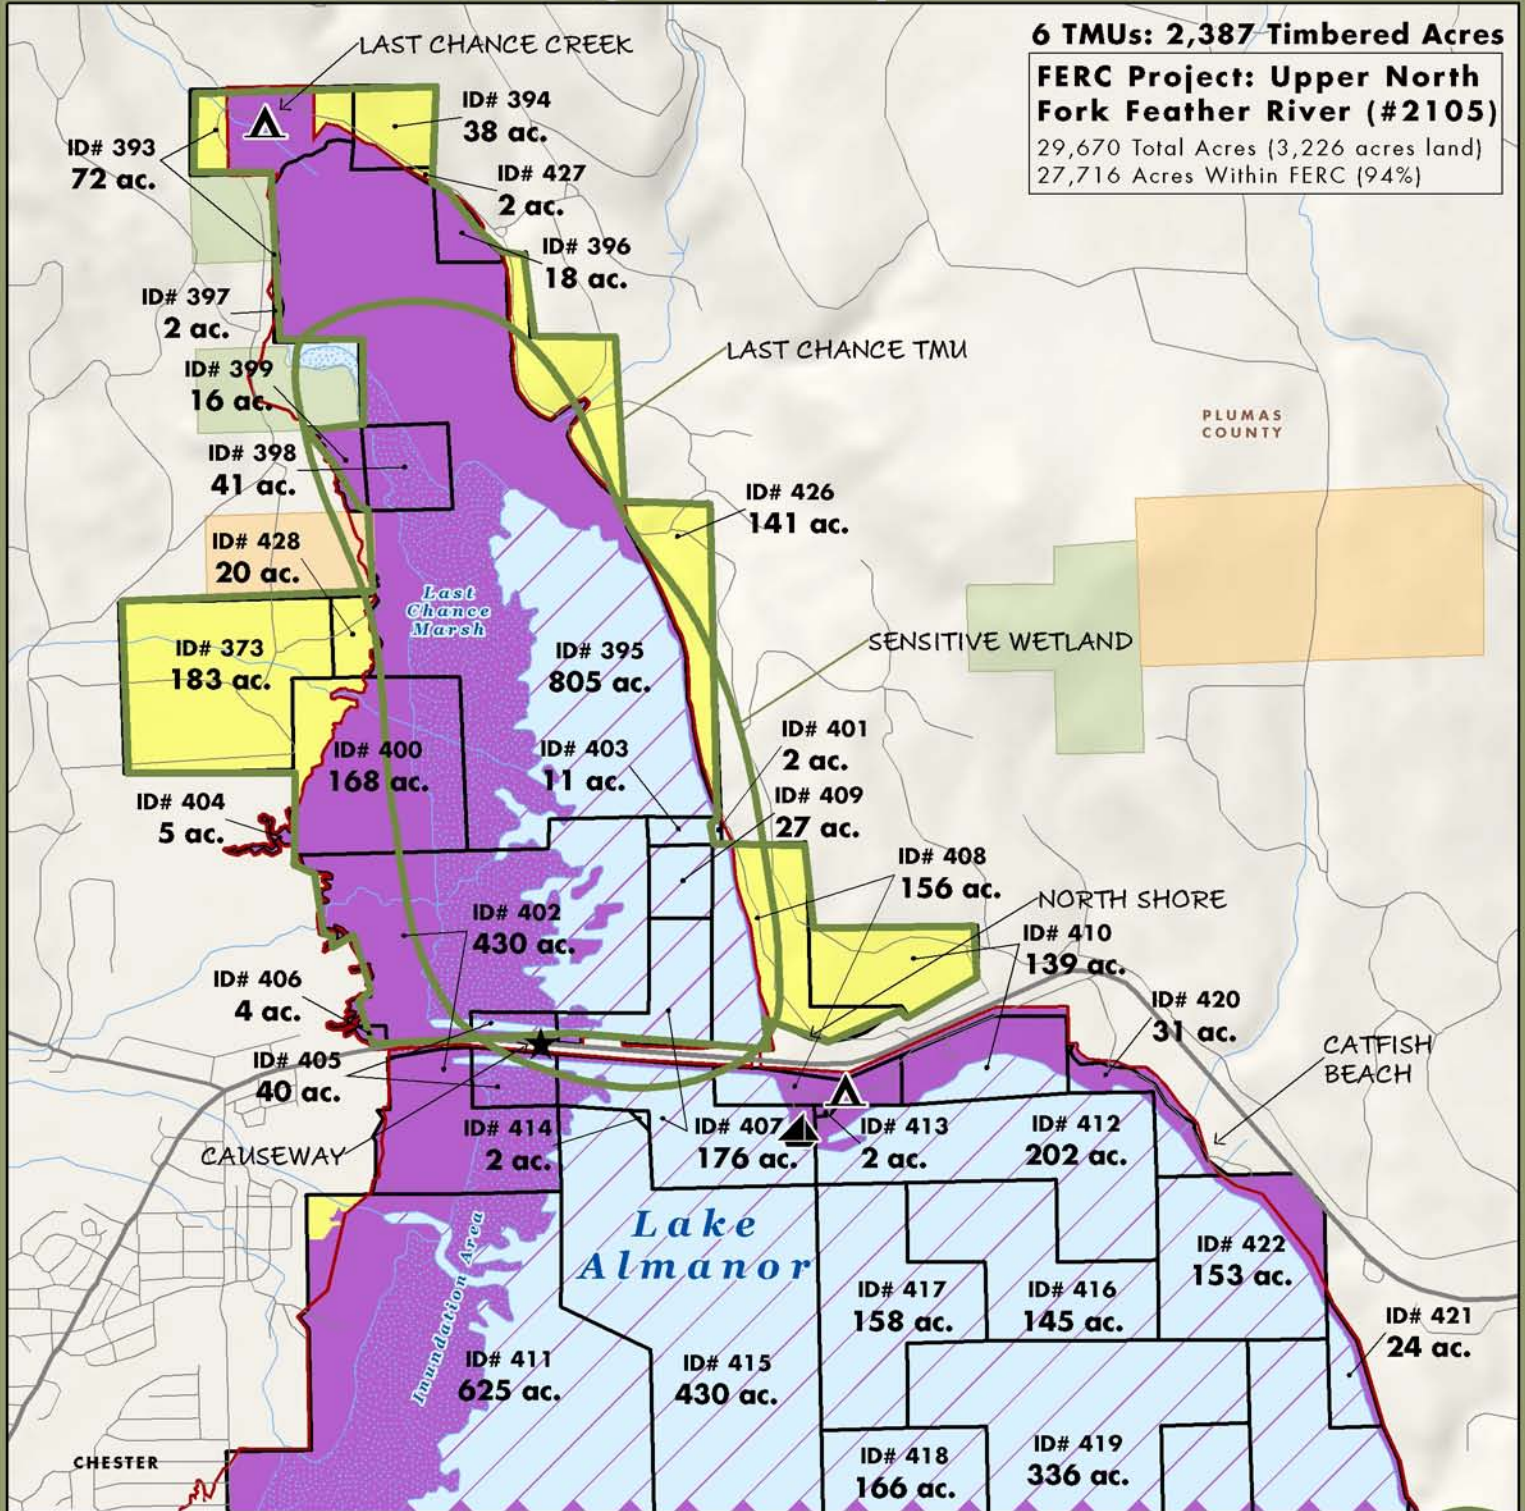 6 TMUs: 2,387 Timbered Acres
FERC Project: Upper North
Fork Feather River (#2105)
29,670 Total Acres (3,226 acres land)
27,716 Acres Within FERC (94%)
LAST CHANCE CREEK
ID# 394
38 ac.
ID# 393
72 ac.
ID# 427
2 ac.
ID# 396
18 ac.
ID# 397
2 ac.
LAST CHANCE TMU
ID# 399
16 ac.
PLUMAS
COUNTY
ID# 398
41 ac.
ID# 426
141 ac.
ID# 428
20 ac.
Last
Chance
Marsh
SENSITIVE WETLAND
ID# 373
183 ac.
ID# 395
805 ac.
ID# 401
2 ac.
ID# 400
168 ac.
ID# 403
11 ac.
ID# 409
27 ac.
ID# 404
5 ac.
ID# 408
156 ac.
NORTH SHORE
ID# 402
430 ac.
ID# 410
139 ac.
ID# 406
4 ac.
ID# 420
31 ac.
CATFISH
BEACH
ID# 405
40 ac.
CAUSEWAY
ID# 414
2 ac.
ID# 407
176 ac.
ID# 413
2 ac.
ID# 412
202 ac.
Lake
Almanor
Inundation Area
ID# 422
153 ac.
ID# 417
158 ac.
ID# 416
145 ac.
ID# 421
24 ac.
ID# 411
625 ac.
ID# 415
430 ac.
CHESTER
ID# 418
166 ac.
ID# 419
336 ac.